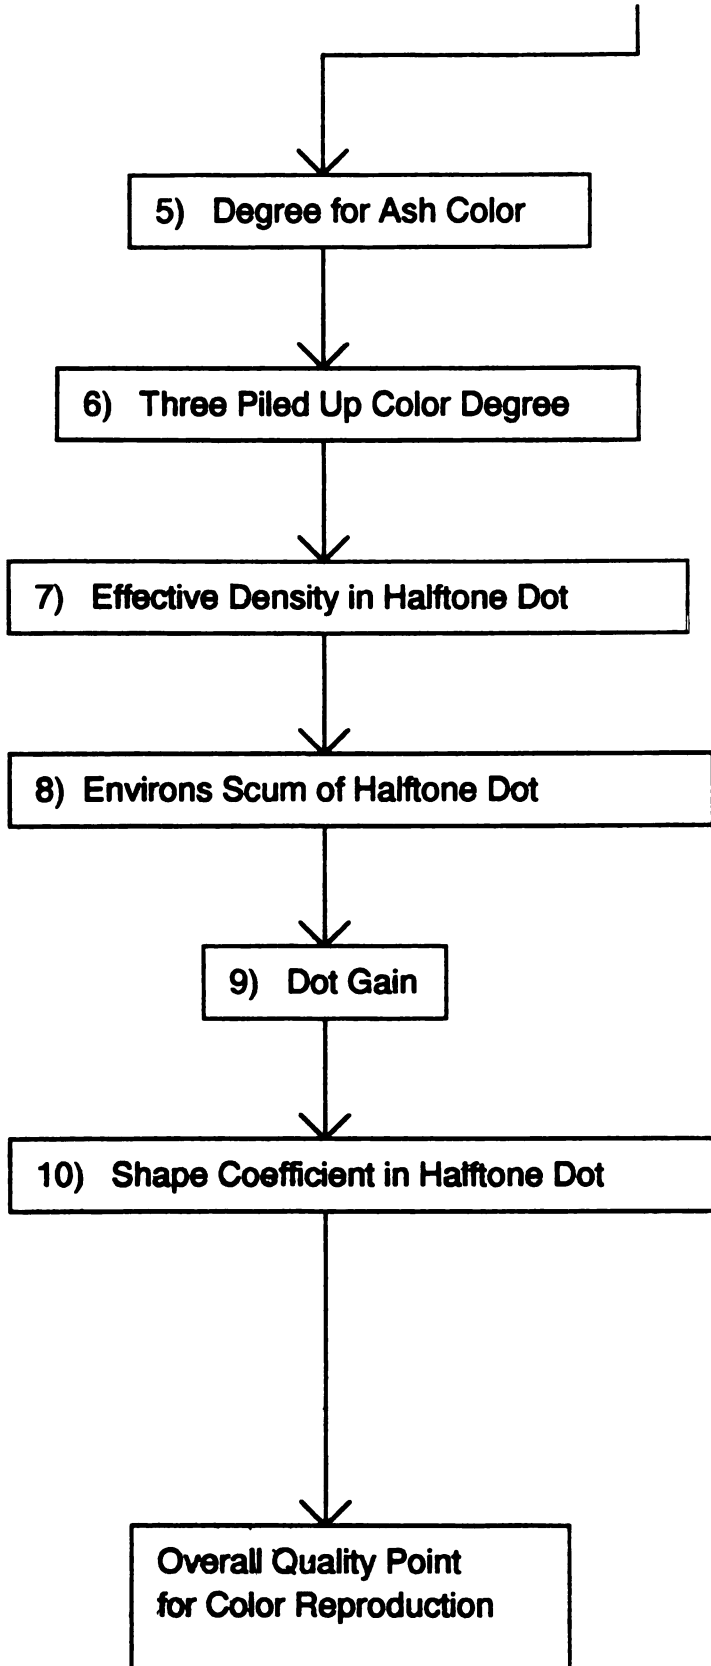 5) Degree for Ash Color
6) Three Piled Up Color Degree
7) Effective Density in Halftone Dot
8) Environs Scum of Halftone Dot
9) Dot Gain
10) Shape Coefficient in Halftone Dot
Overall Quality Point
for Color Reproduction